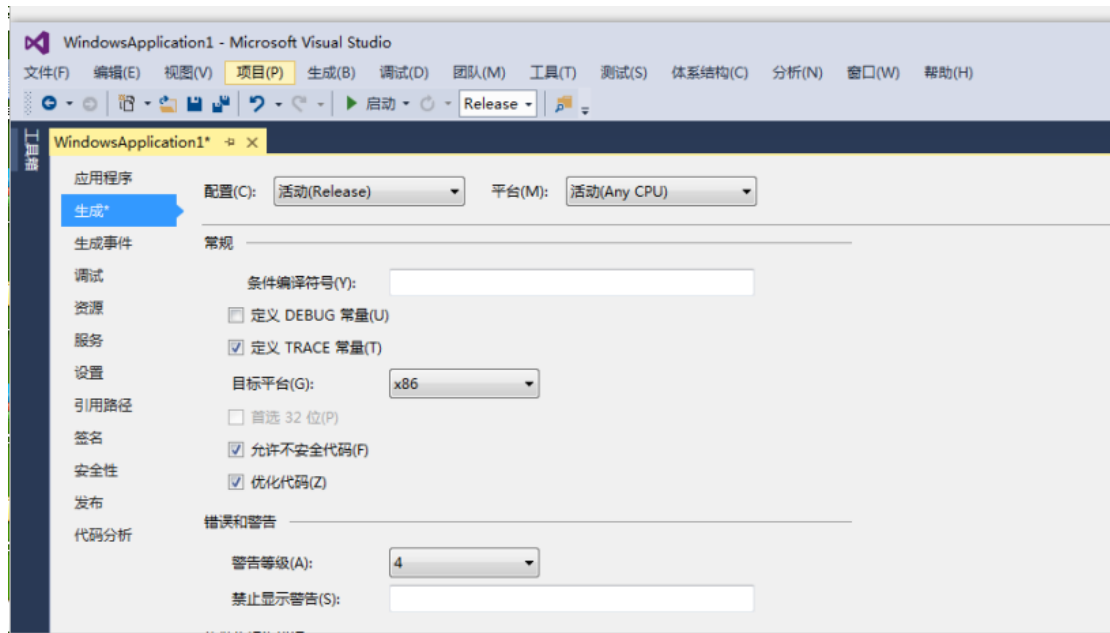 WindowsApplication1 - Microsoft Visual Studio
文件(F) 编辑(E) 视图(V) 项目(P) 生成(B) 调试(D) 团队(M) 工具(T) 测试(S) 体系结构(C) 分析(N) 窗口(W) 帮助(H)
启动 Release
工具箱
WindowsApplication1*
应用程序
生成*
生成事件
调试
资源
服务
设置
引用路径
签名
安全性
发布
代码分析
配置(C): 活动(Release) 平台(M): 活动(Any CPU)
常规
条件编译符号(Y):
定义 DEBUG 常量(U)
定义 TRACE 常量(T)
目标平台(G): x86
首选 32 位(P)
允许不安全代码(F)
优化代码(Z)
错误和警告
警告等级(A): 4
禁止显示警告(S):